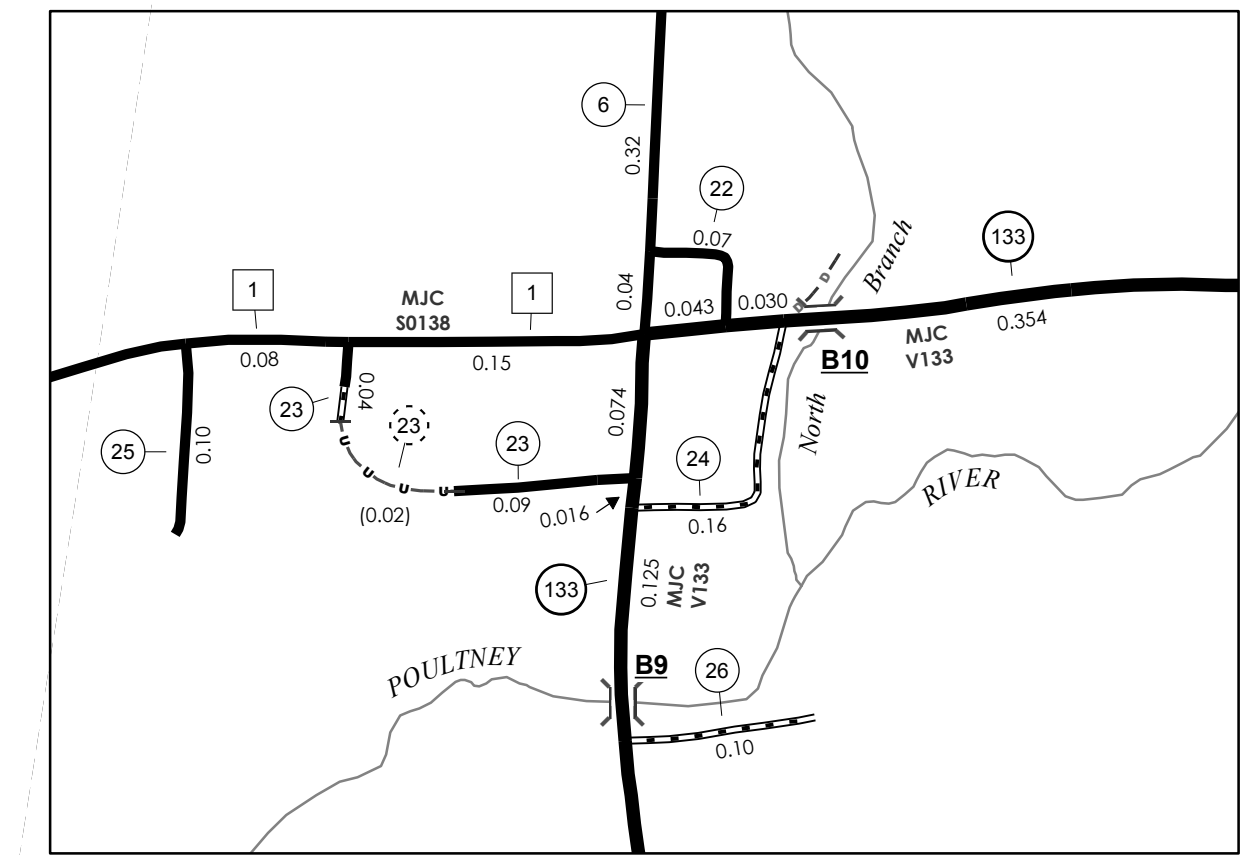 6
0.32
22
0.07
133
Branch
1
1
MJC
S0138
0.04
0.043
0.030
D
D
0.354
MJC
V133
B10
0.08
0.15
0.04
23
23
0.074
North
25
0.10
23
24
RIVER
U
U
U
U
0.09
(0.02)
0.016
0.16
133
0.125
MJC
V133
POULTNEY
B9
26
0.10